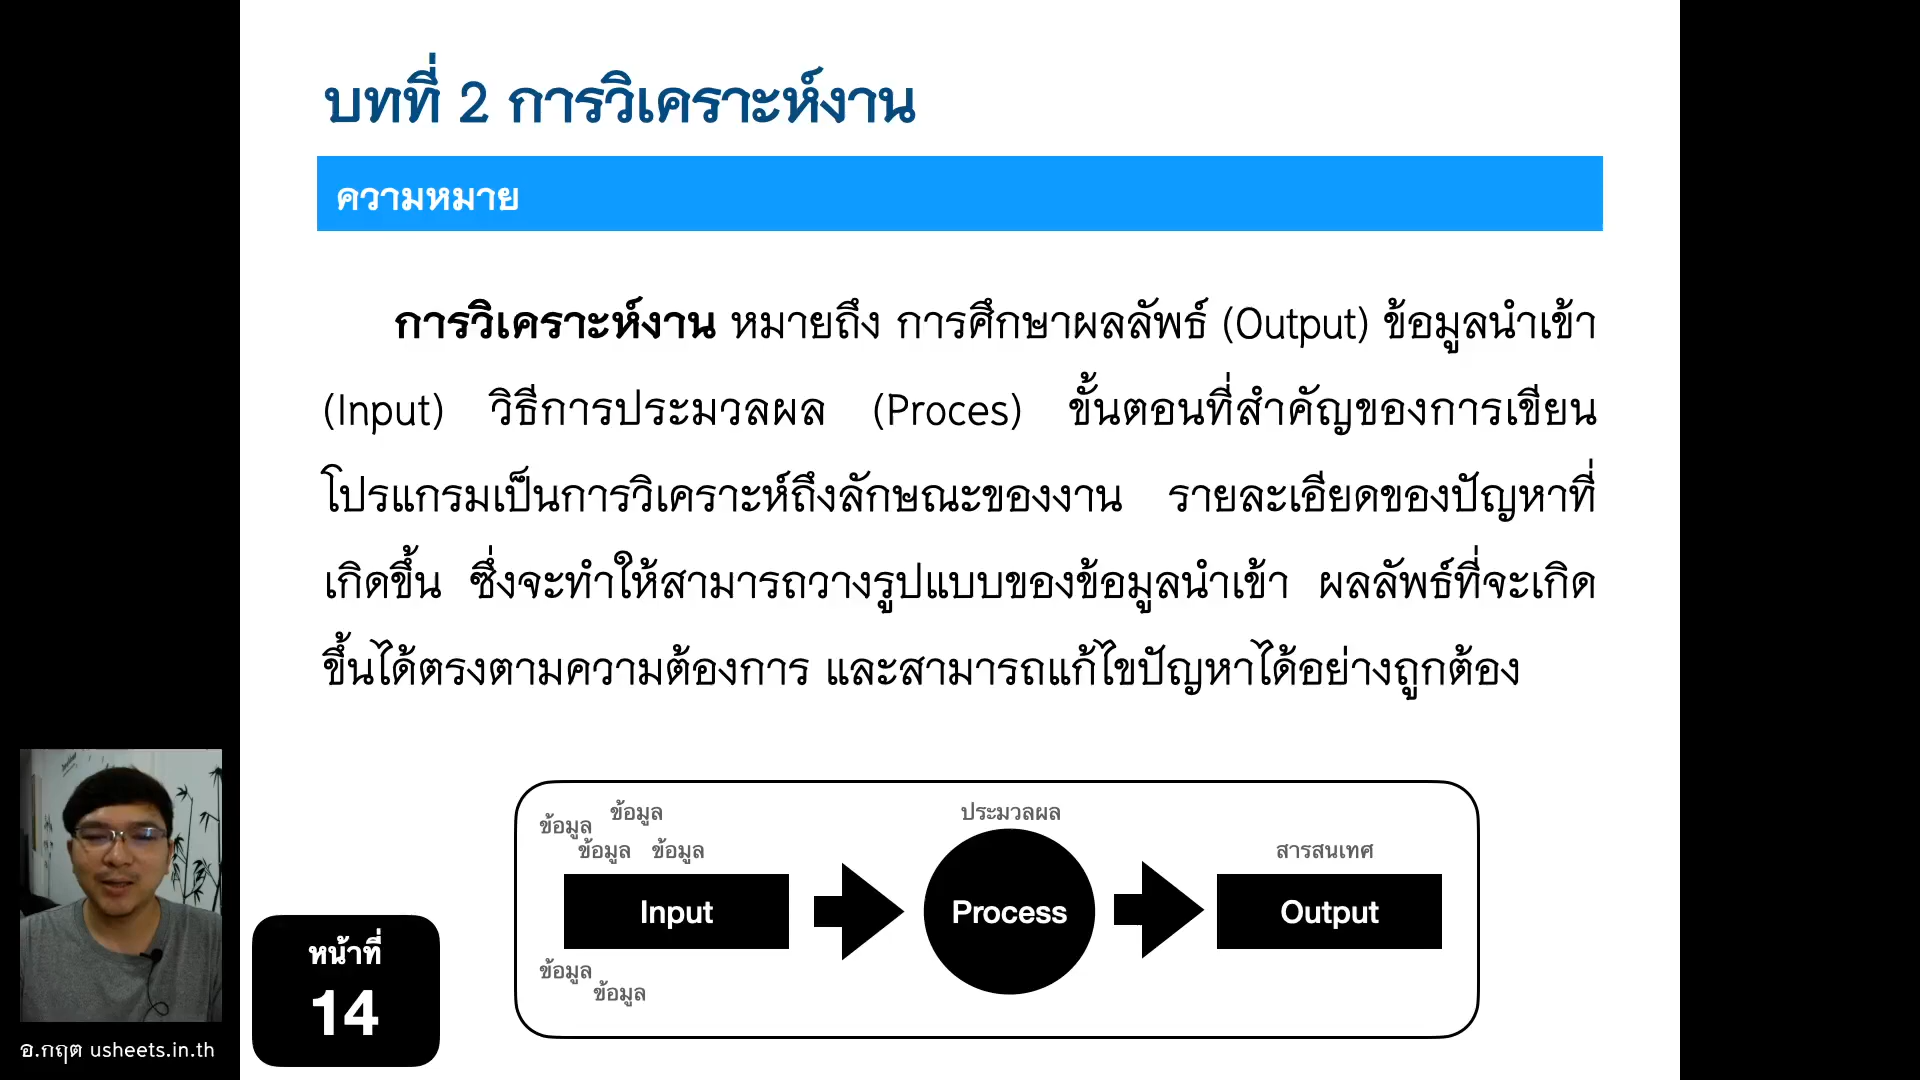 บทที่ 2 การวิเคราะห์งาน
ความหมาย
การวิเคราะห์งาน หมายถึง การศึกษาผลลัพธ์ (Output) ข้อมูลนำเข้า
(Input) วิธีการประมวลผล (Proces) ขั้นตอนที่สำคัญของการเขียน
โปรแกรมเป็นการวิเคราะห์ถึงลักษณะของงาน รายละเอียดของปัญหาที่
เกิดขึ้น ซึ่งจะทำให้สามารถวางรูปแบบของข้อมูลนำเข้า ผลลัพธ์ที่จะเกิด
ขึ้นได้ตรงตามความต้องการ และสามารถแก้ไขปัญหาได้อย่างถูกต้อง
ข้อมูล ข้อมูล
ข้อมูล ข้อมูล
Input
ข้อมูล
ข้อมูล
ประมวลผล
Process
สารสนเทศ
Output
หน้าที่
14
อ.กฤต usheets.in.th